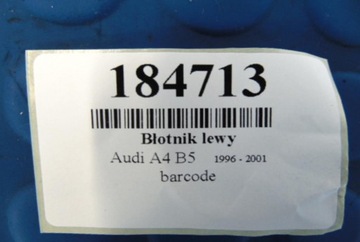 184713
Błotnik lewy
Audi A4 B5 1996 - 2001
barcode